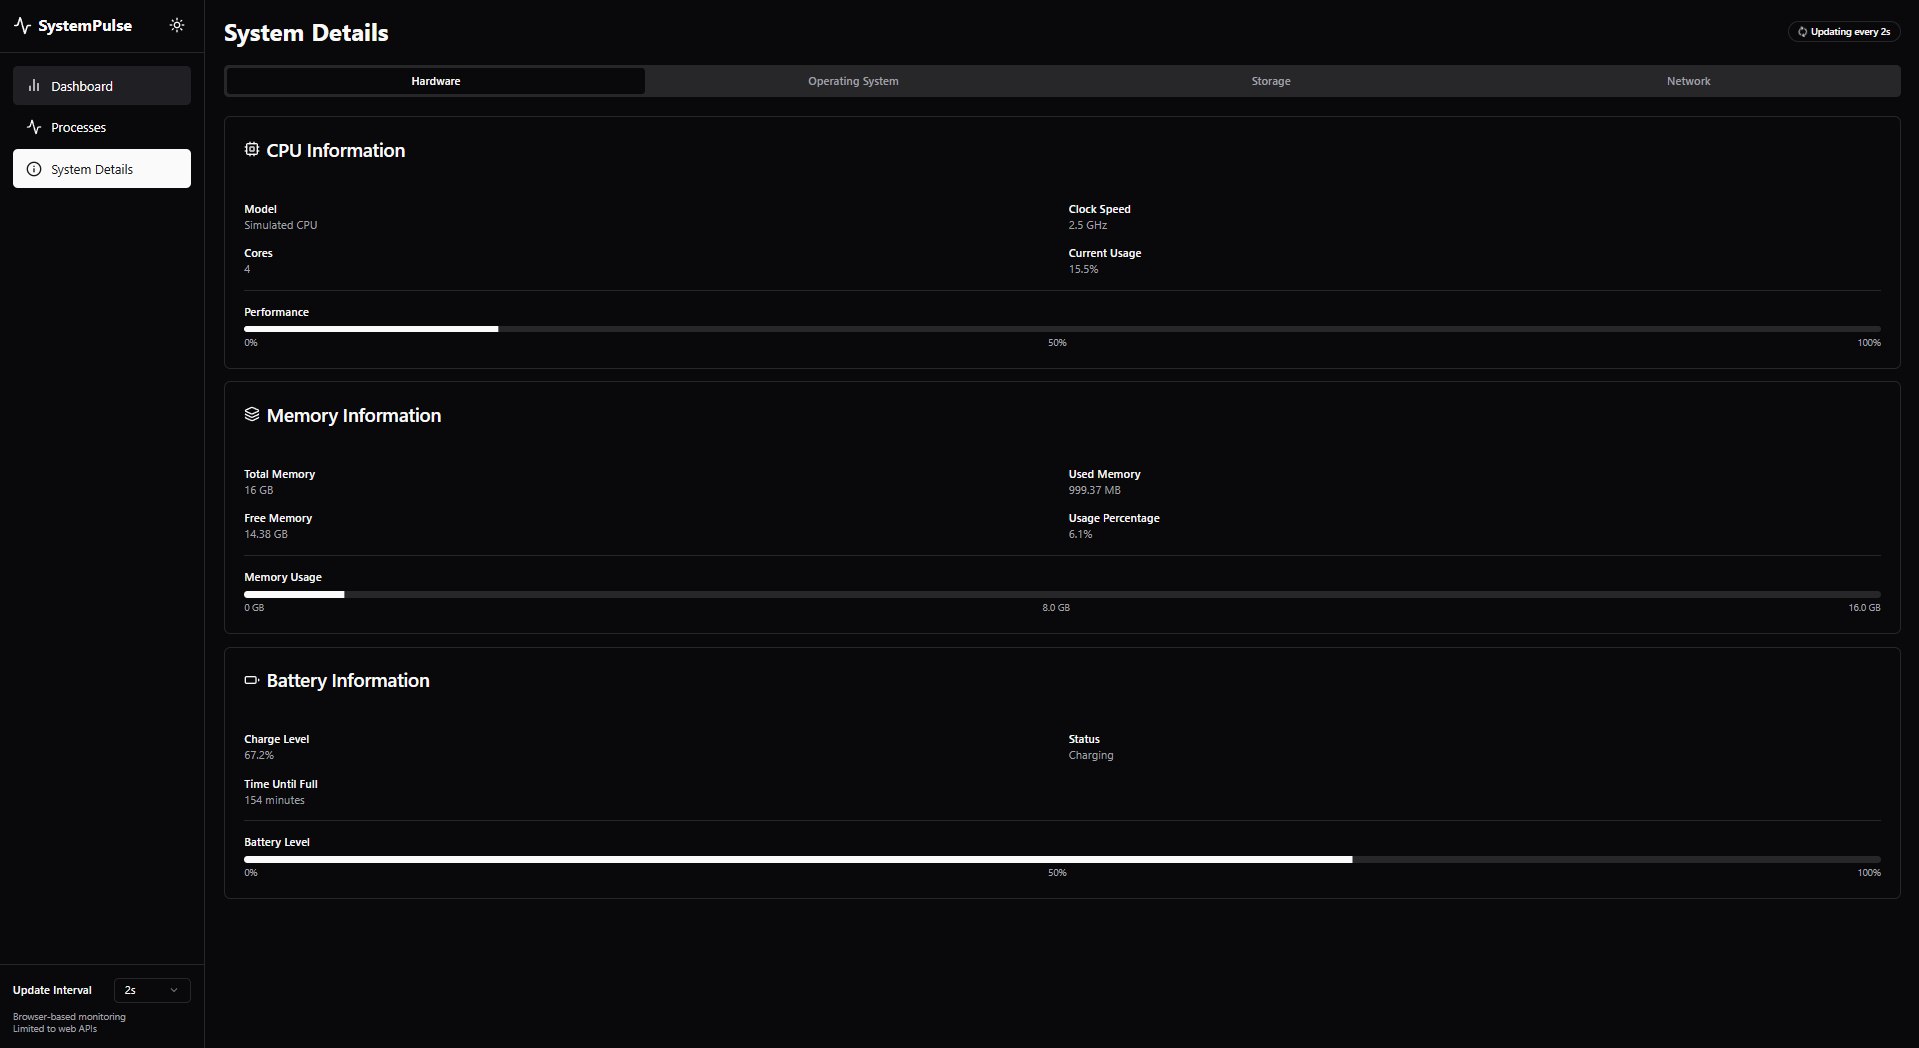 SystemPulse
Dashboard
Processes
System Details
Update Interval
2s
Browser-based monitoring
Limited to web APIs
System Details
Updating every 2s
Hardware
Operating System
Storage
Network
CPU Information
Model
Simulated CPU
Clock Speed
2.5 GHz
Cores
4
Current Usage
15.5%
Performance
0%
50%
100%
Memory Information
Total Memory
16 GB
Used Memory
999.37 MB
Free Memory
14.38 GB
Usage Percentage
6.1%
Memory Usage
0 GB
8.0 GB
16.0 GB
Battery Information
Charge Level
67.2%
Status
Charging
Time Until Full
154 minutes
Battery Level
0%
50%
100%